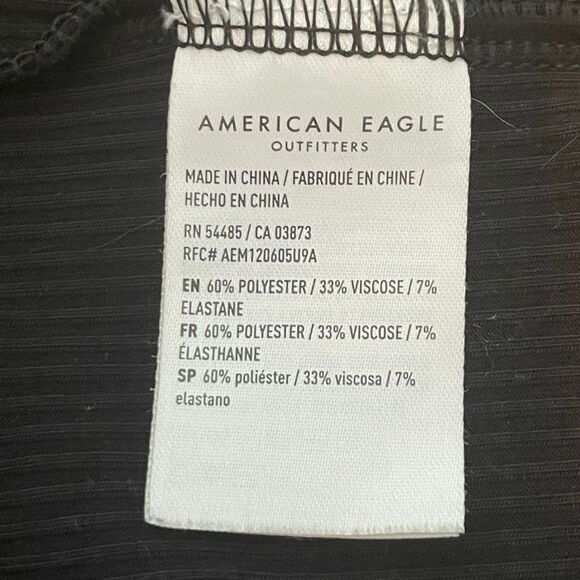 AMERICAN EAGLE
OUTFITTERS
MADE IN CHINA / FABRIQUÉ EN CHINE /
HECHO EN CHINA
RN 54485 / CA 03873
RFC# AEM120605U9A
EN 60% POLYESTER / 33% VISCOSE / 7%
ELASTANE
FR 60% POLYESTER / 33% VISCOSE / 7%
ÉLASTHANNE
SP 60% poliéster / 33% viscosa / 7%
elastano